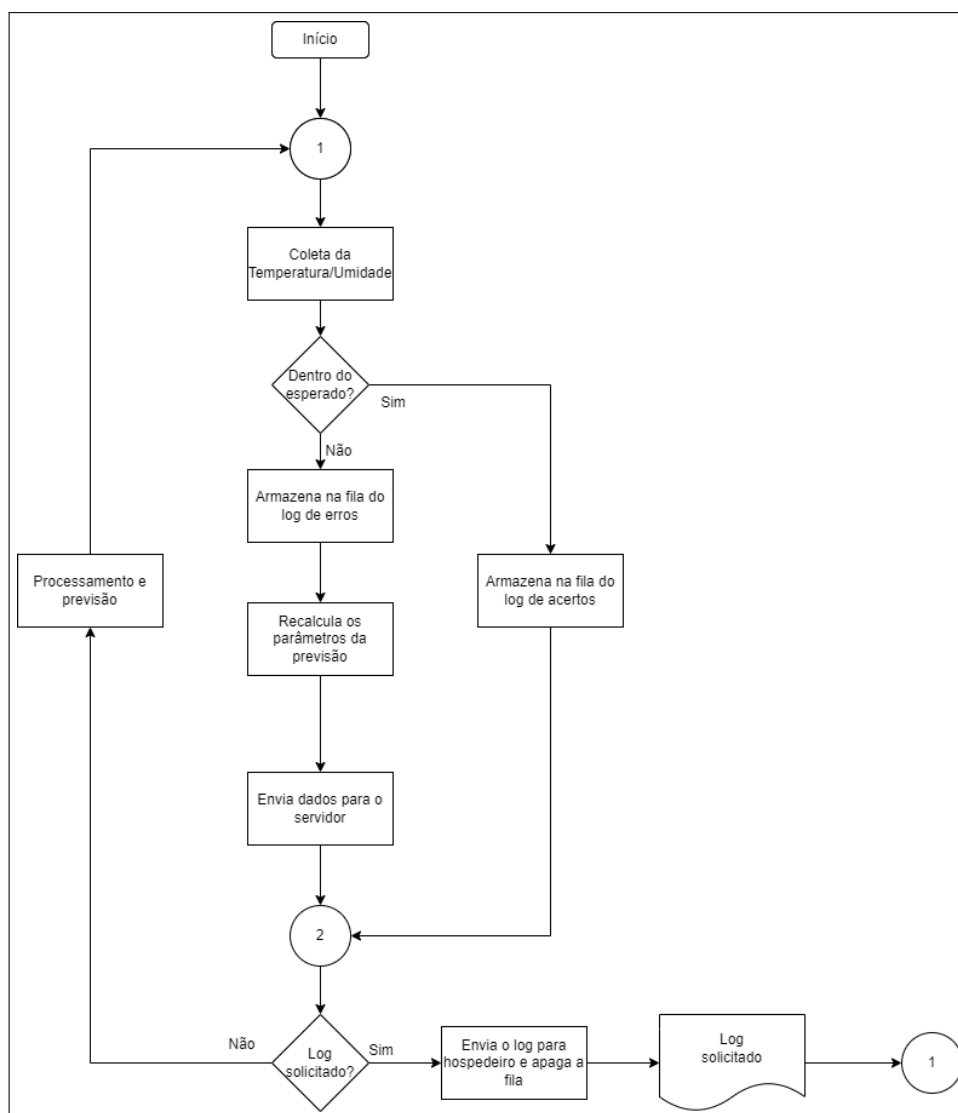 Início
1
Coleta da
Temperatura/Umidade
Dentro do
esperado?
Sim
Não
Armazena na fila do
log de erros
Processamento e
previsão
Armazena na fila do
log de acertos
Recalcula os
parâmetros da
previsão
Envia dados para o
servidor
2
Não
Log
solicitado?
Sim
Envia o log para
hospedeiro e apaga a
fila
Log
solicitado
1